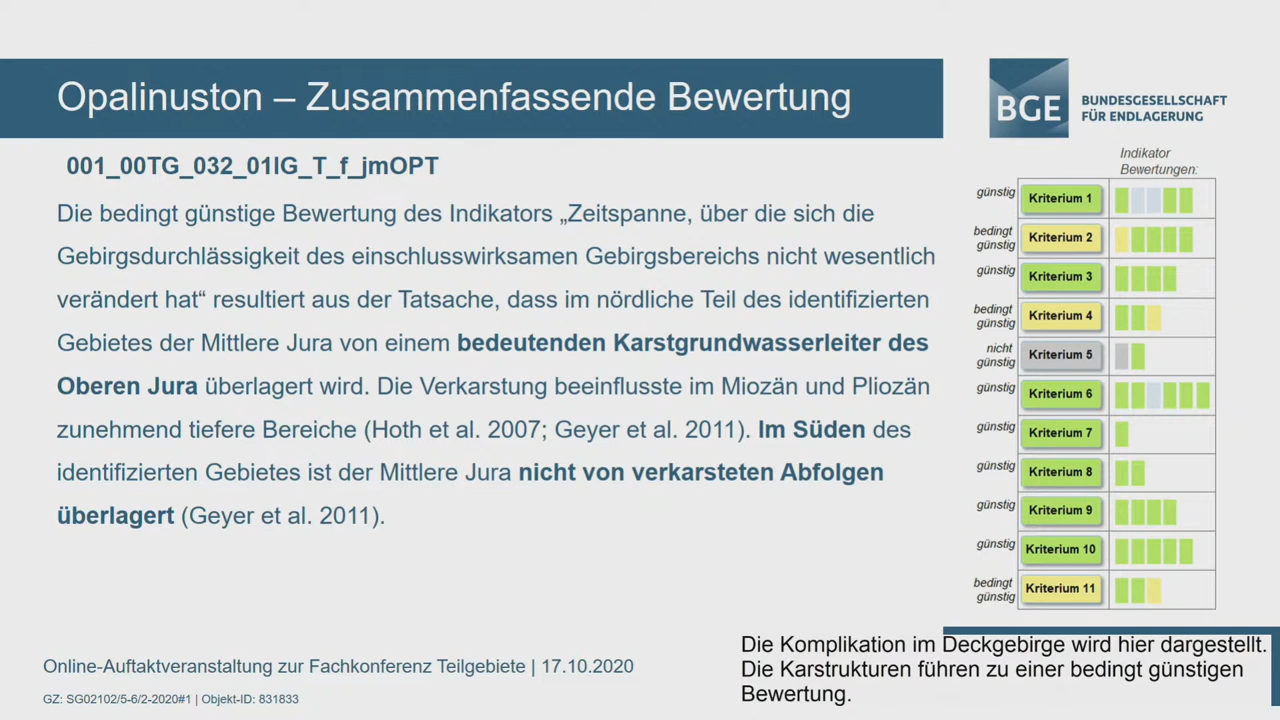 Opalinuston – Zusammenfassende Bewertung
BGE
BUNDESGESELLSCHAFT
FÜR ENDLAGERUNG
001_00TG_032_01IG_T_f_jmOPT
Die bedingt günstige Bewertung des Indikators „Zeitspanne, über die sich die
Gebirgsdurchlässigkeit des einschlusswirksamen Gebirgsbereichs nicht wesentlich
verändert hat“ resultiert aus der Tatsache, dass im nördliche Teil des identifizierten
Gebietes der Mittlere Jura von einem bedeutenden Karstgrundwasserleiter des
Oberen Jura überlagert wird. Die Verkarstung beeinflusste im Miozän und Pliozän
zunehmend tiefere Bereiche (Hoth et al. 2007; Geyer et al. 2011). Im Süden des
identifizierten Gebietes ist der Mittlere Jura nicht von verkarsteten Abfolgen
überlagert (Geyer et al. 2011).
Indikator
Bewertungen:
günstig Kriterium 1
bedingt
günstig Kriterium 2
günstig Kriterium 3
bedingt
günstig Kriterium 4
nicht
günstig Kriterium 5
günstig Kriterium 6
günstig Kriterium 7
günstig Kriterium 8
günstig Kriterium 9
günstig Kriterium 10
bedingt
günstig Kriterium 11
Online-Auftaktveranstaltung zur Fachkonferenz Teilgebiete | 17.10.2020
GZ: SG02102/5-6/2-2020#1 | Objekt-ID: 831833
Die Komplikation im Deckgebirge wird hier dargestellt.
Die Karstrukturen führen zu einer bedingt günstigen
Bewertung.